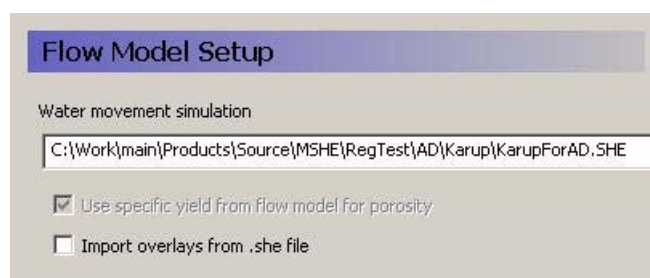 Flow Model Setup
Water movement simulation
C:\Work\main\Products\Source\MSHE\RegTest\AD\Karup\KarupForAD.SHE
Use specific yield from flow model for porosity
Import overlays from .she file